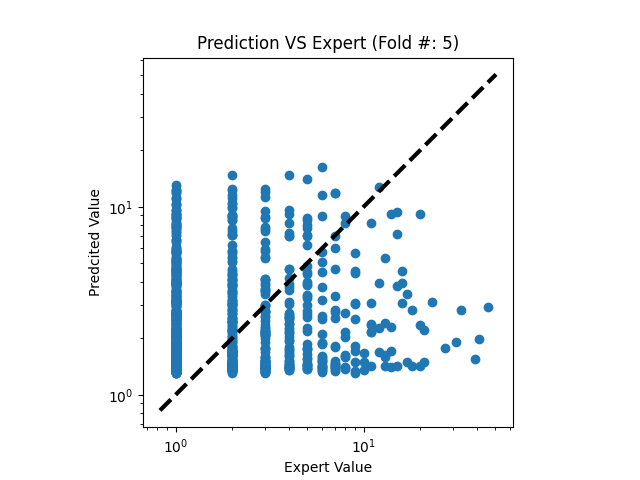 Prediction VS Expert (Fold #: 5)
Predcited Value
10¹
10⁰
10⁰
10¹
Expert Value